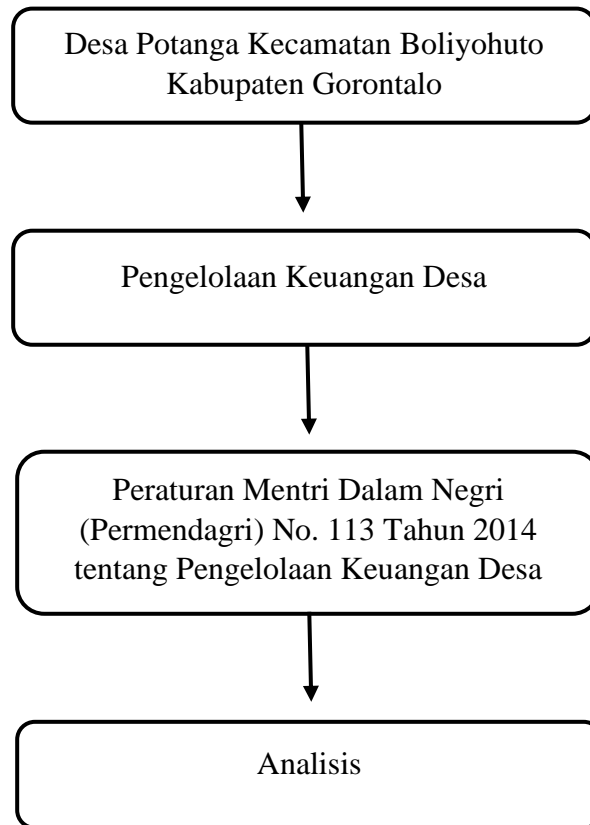 Desa Potanga Kecamatan Boliyohuto
Kabupaten Gorontalo
Pengelolaan Keuangan Desa
Peraturan Mentri Dalam Negri
(Permendagri) No. 113 Tahun 2014
tentang Pengelolaan Keuangan Desa
Analisis